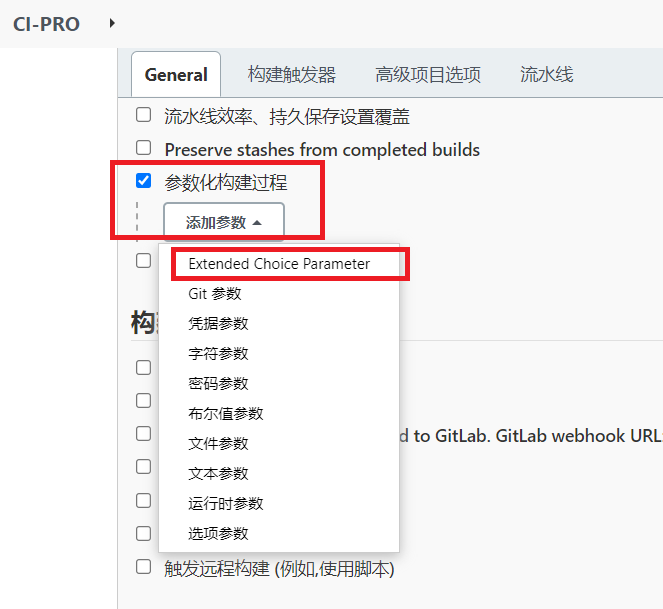 CI-PRO
General 构建触发器 高级项目选项 流水线
流水线效率、持久保存设置覆盖
Preserve stashes from completed builds
参数化构建过程
添加参数
Extended Choice Parameter
Git 参数
凭据参数
构
字符参数
密码参数
布尔值参数
d to GitLab. GitLab webhook URL:
文件参数
文本参数
运行时参数
选项参数
触发远程构建 (例如,使用脚本)